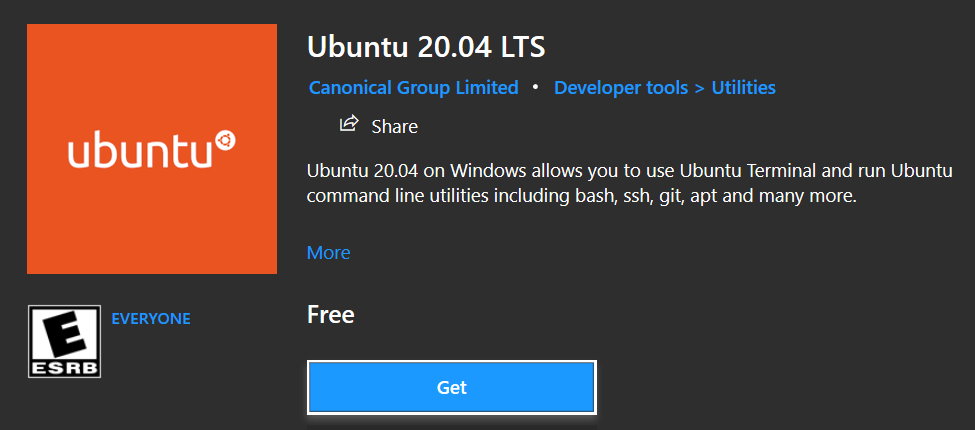 ubuntu
Ubuntu 20.04 LTS
Canonical Group Limited • Developer tools > Utilities
Share
Ubuntu 20.04 on Windows allows you to use Ubuntu Terminal and run Ubuntu
command line utilities including bash, ssh, git, apt and many more.
More
E
ESRB
EVERYONE
Free
Get